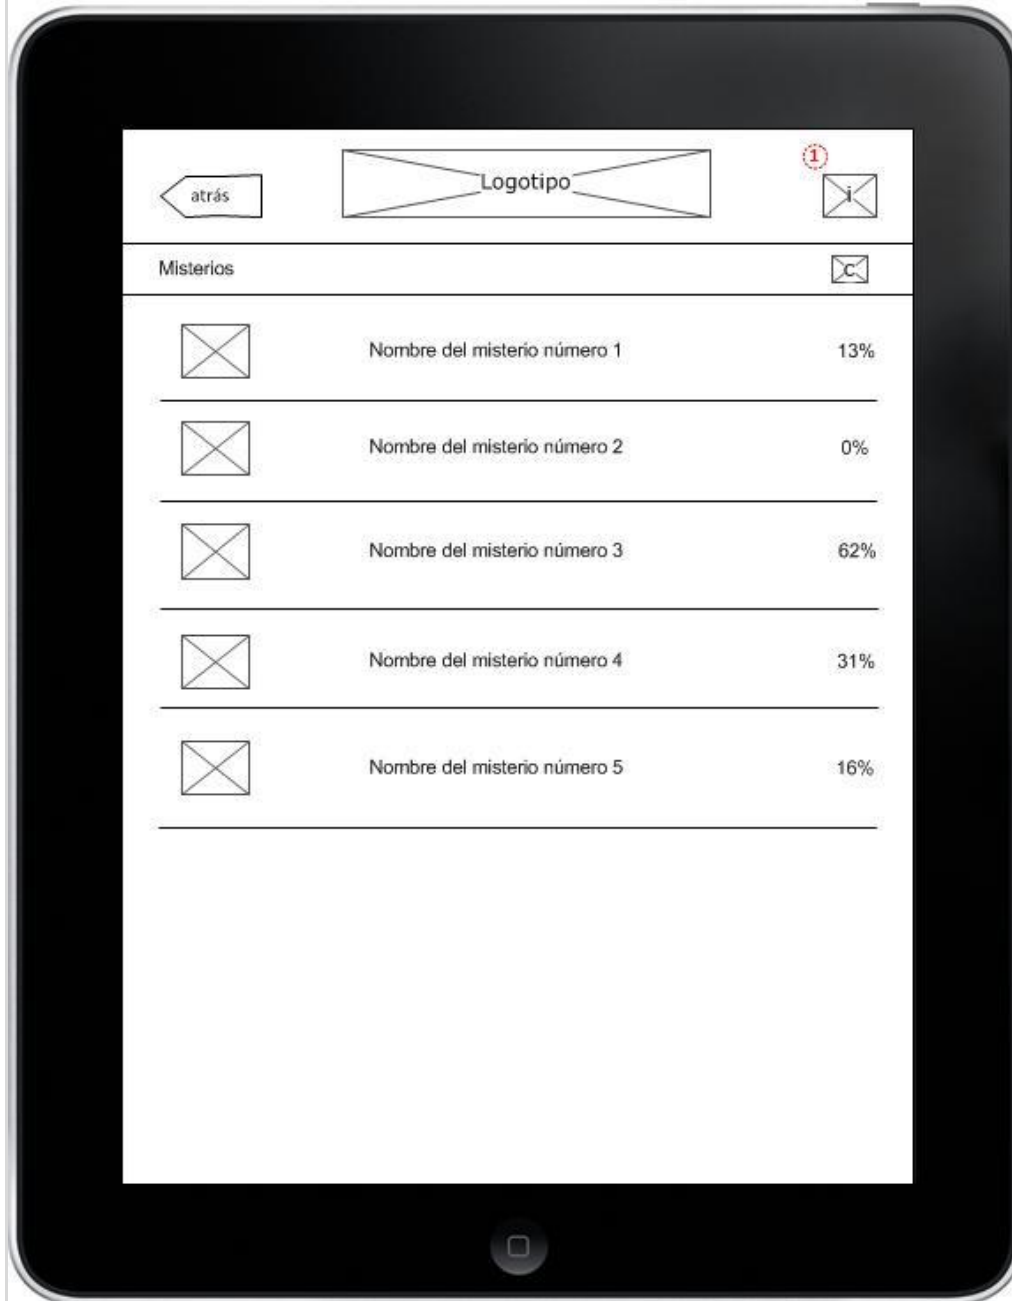 1
atrás
Logotipo
i
Misterios
C
Nombre del misterio número 1
13%
Nombre del misterio número 2
0%
Nombre del misterio número 3
62%
Nombre del misterio número 4
31%
Nombre del misterio número 5
16%